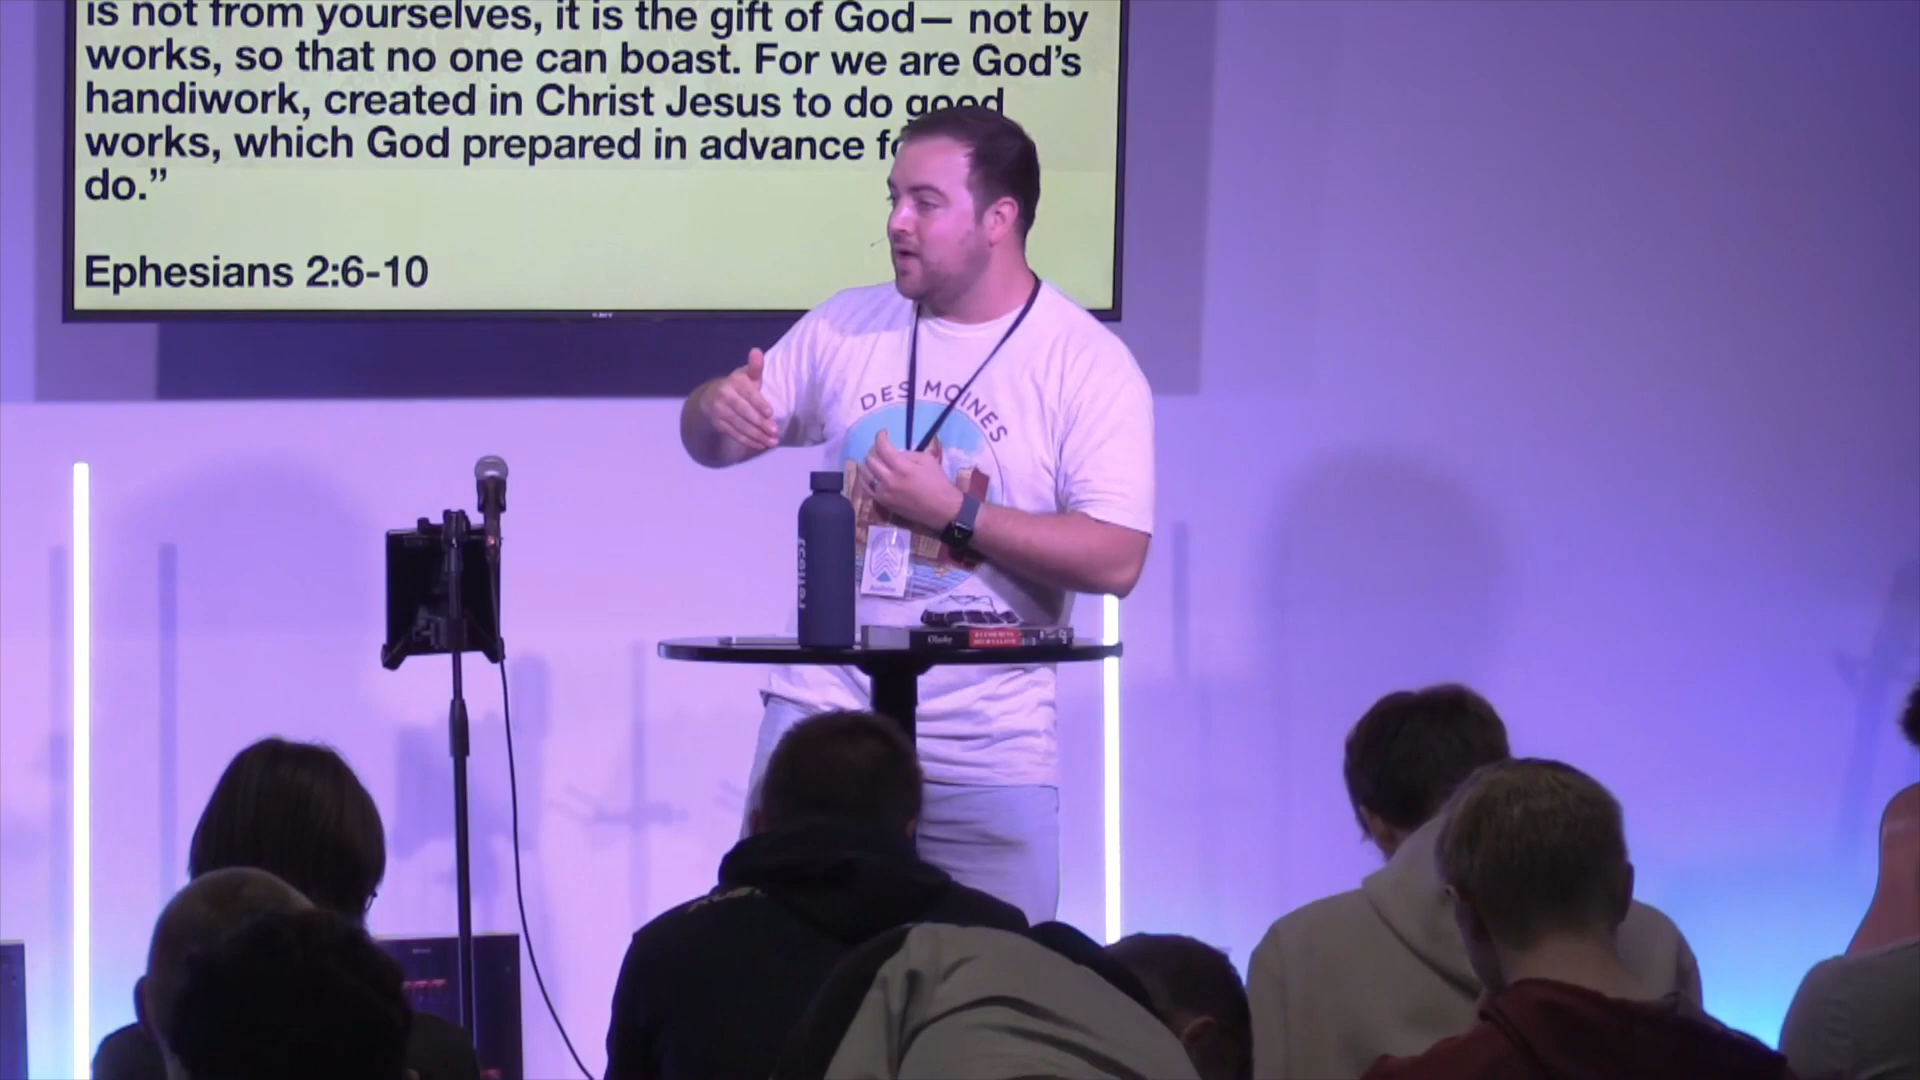 is not from yourselves, it is the gift of God— not by
works, so that no one can boast. For we are God’s
handiwork, created in Christ Jesus to do good
works, which God prepared in advance
do.”
Ephesians 2:6-10
DES MOINES